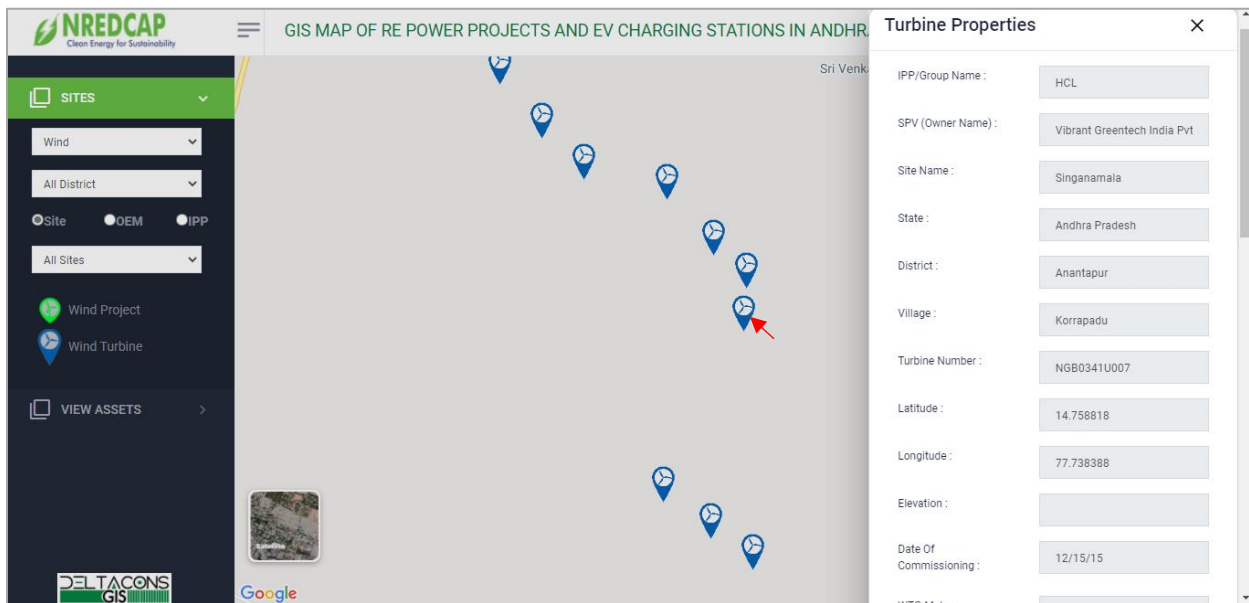 NREDCAP
Clean Energy for Sustainability
GIS MAP OF RE POWER PROJECTS AND EV CHARGING STATIONS IN ANDHR
SITES
Wind
All District
Site OEM IPP
All Sites
Wind Project
Wind Turbine
VIEW ASSETS
DELTACONS
GIS
Sri Venk
Satellite
Google
Turbine Properties
IPP/Group Name : HCL
SPV (Owner Name) : Vibrant Greentech India Pvt
Site Name : Singanamala
State : Andhra Pradesh
District : Anantapur
Village : Korrapadu
Turbine Number : NGB0341U007
Latitude : 14.758818
Longitude : 77.738388
Elevation :
Date Of
Commissioning : 12/15/15